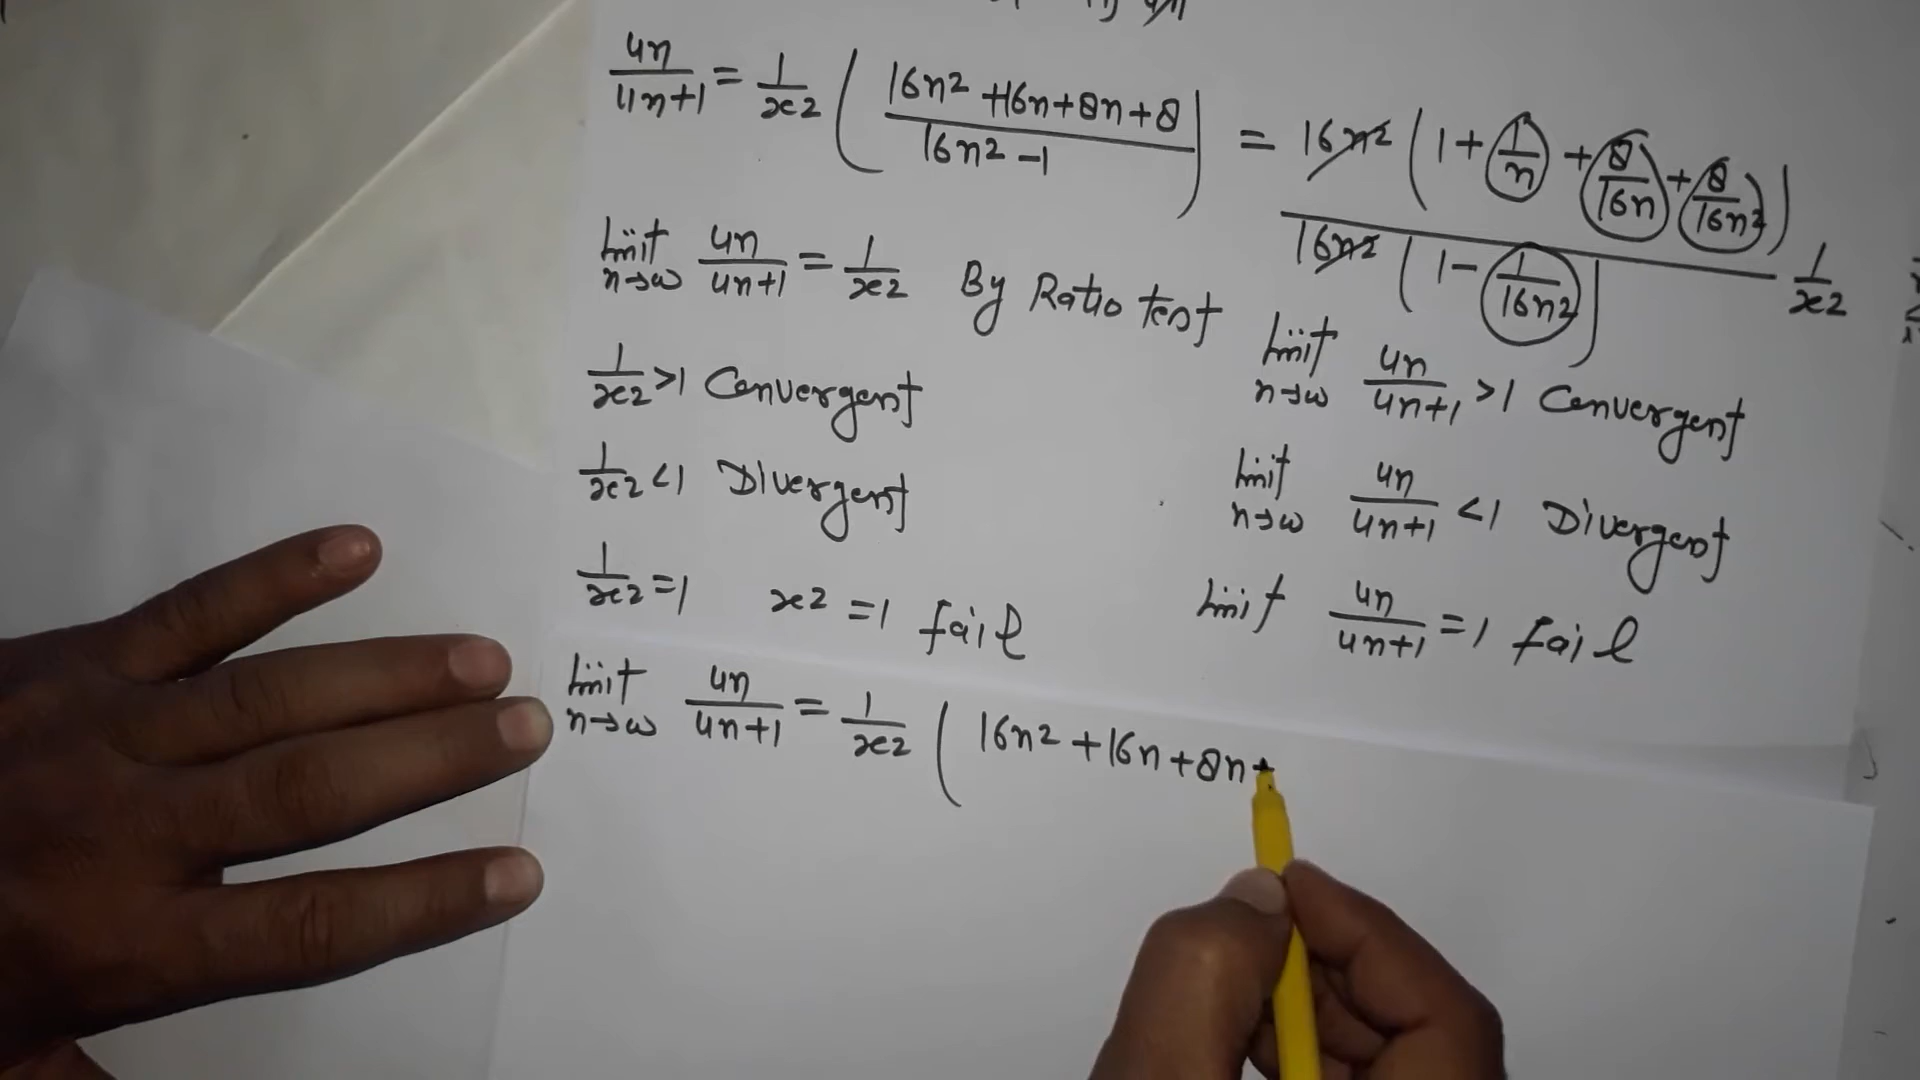 un/un+1 = 1/x2 ( 16n2 +16n+8n+8 / 16n2 -1 ) = 16n2 ( 1 + 1/n + 8/16n + 8/16n2 ) / 16n2 ( 1 - 1/16n2 ) 1/x2
limit n→∞ un/un+1 = 1/x2 By Ratio test
limit n→∞ un/un+1 >1 Convergent
1/x2 >1 Convergent
limit n→∞ un/un+1 <1 Divergent
1/x2 <1 Divergent
limit un/un+1 =1 fail
1/x2 =1 x2 =1 fail
limit n→∞ un/un+1 = 1/x2 ( 16n2 +16n+8n+